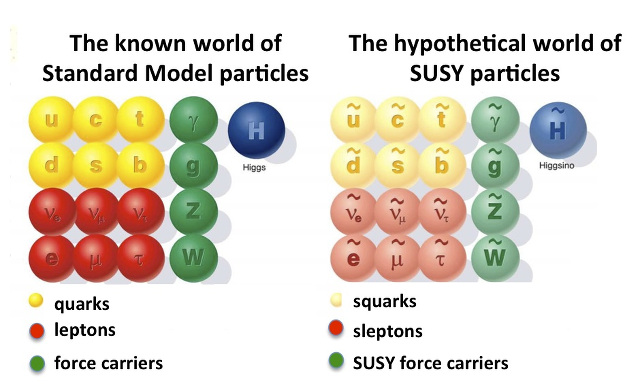 The known world of
Standard Model particles
u c t γ H
Higgs
d s b g
νe νμ ντ Z
e μ τ W
quarks
leptons
force carriers
The hypothetical world of
SUSY particles
ũ c̃ t̃ γ̃ H̃
Higgsino
d̃ s̃ b̃ g̃
ν̃e ν̃μ ν̃τ Z̃
ẽ μ̃ τ̃ W̃
squarks
sleptons
SUSY force carriers